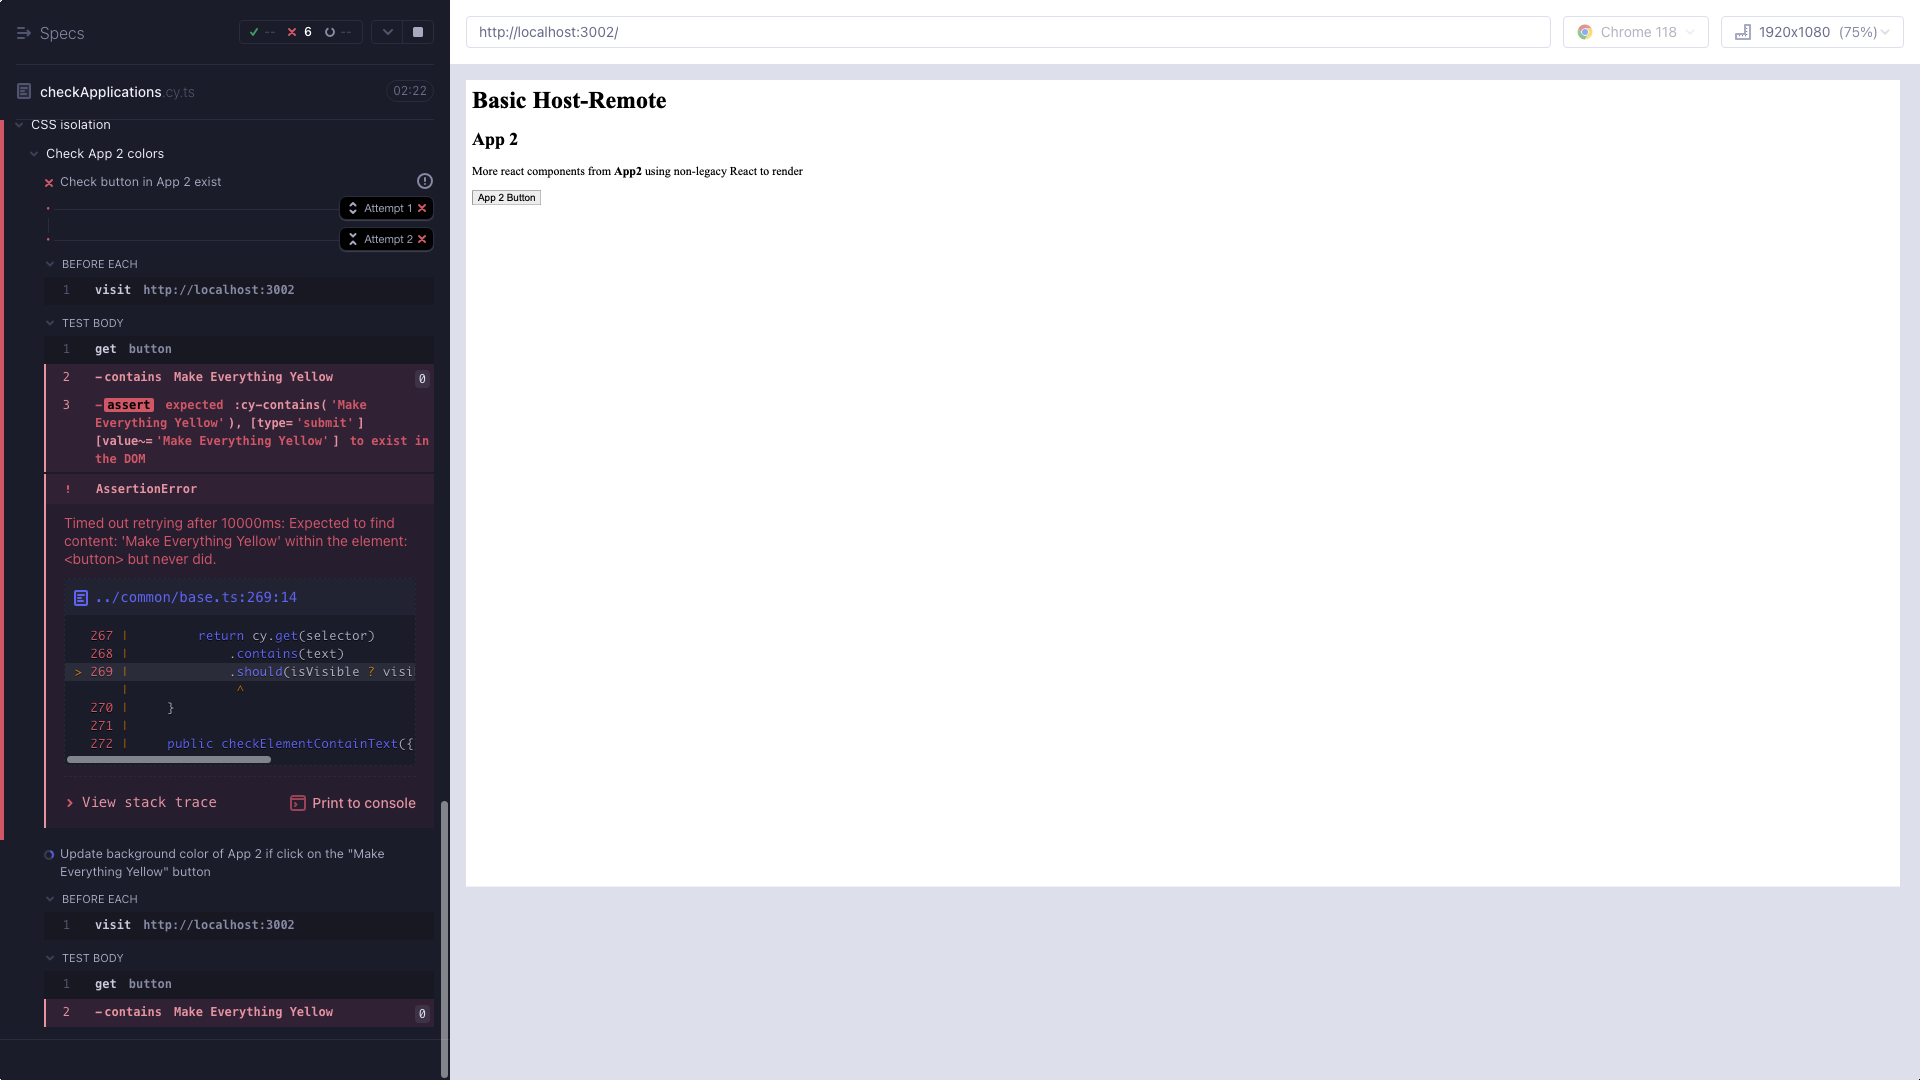 Specs
-- 6 --
checkApplications.cy.ts 02:22
CSS isolation
Check App 2 colors
Check button in App 2 exist
Attempt 1
Attempt 2
BEFORE EACH
1 visit http://localhost:3002
TEST BODY
1 get button
2 -contains Make Everything Yellow 0
3 -assert expected :cy-contains('Make
Everything Yellow'), [type='submit']
[value~='Make Everything Yellow'] to exist in
the DOM
! AssertionError
Timed out retrying after 10000ms: Expected to find
content: 'Make Everything Yellow' within the element:
<button> but never did.
../common/base.ts:269:14
267 | return cy.get(selector)
268 | .contains(text)
> 269 | .should(isVisible ? visi
| ^
270 | }
271 |
272 | public checkElementContainText({
View stack trace Print to console
Update background color of App 2 if click on the "Make
Everything Yellow" button
BEFORE EACH
1 visit http://localhost:3002
TEST BODY
1 get button
2 -contains Make Everything Yellow 0
http://localhost:3002/
Chrome 118
1920x1080 (75%)
Basic Host-Remote
App 2
More react components from App2 using non-legacy React to render
App 2 Button